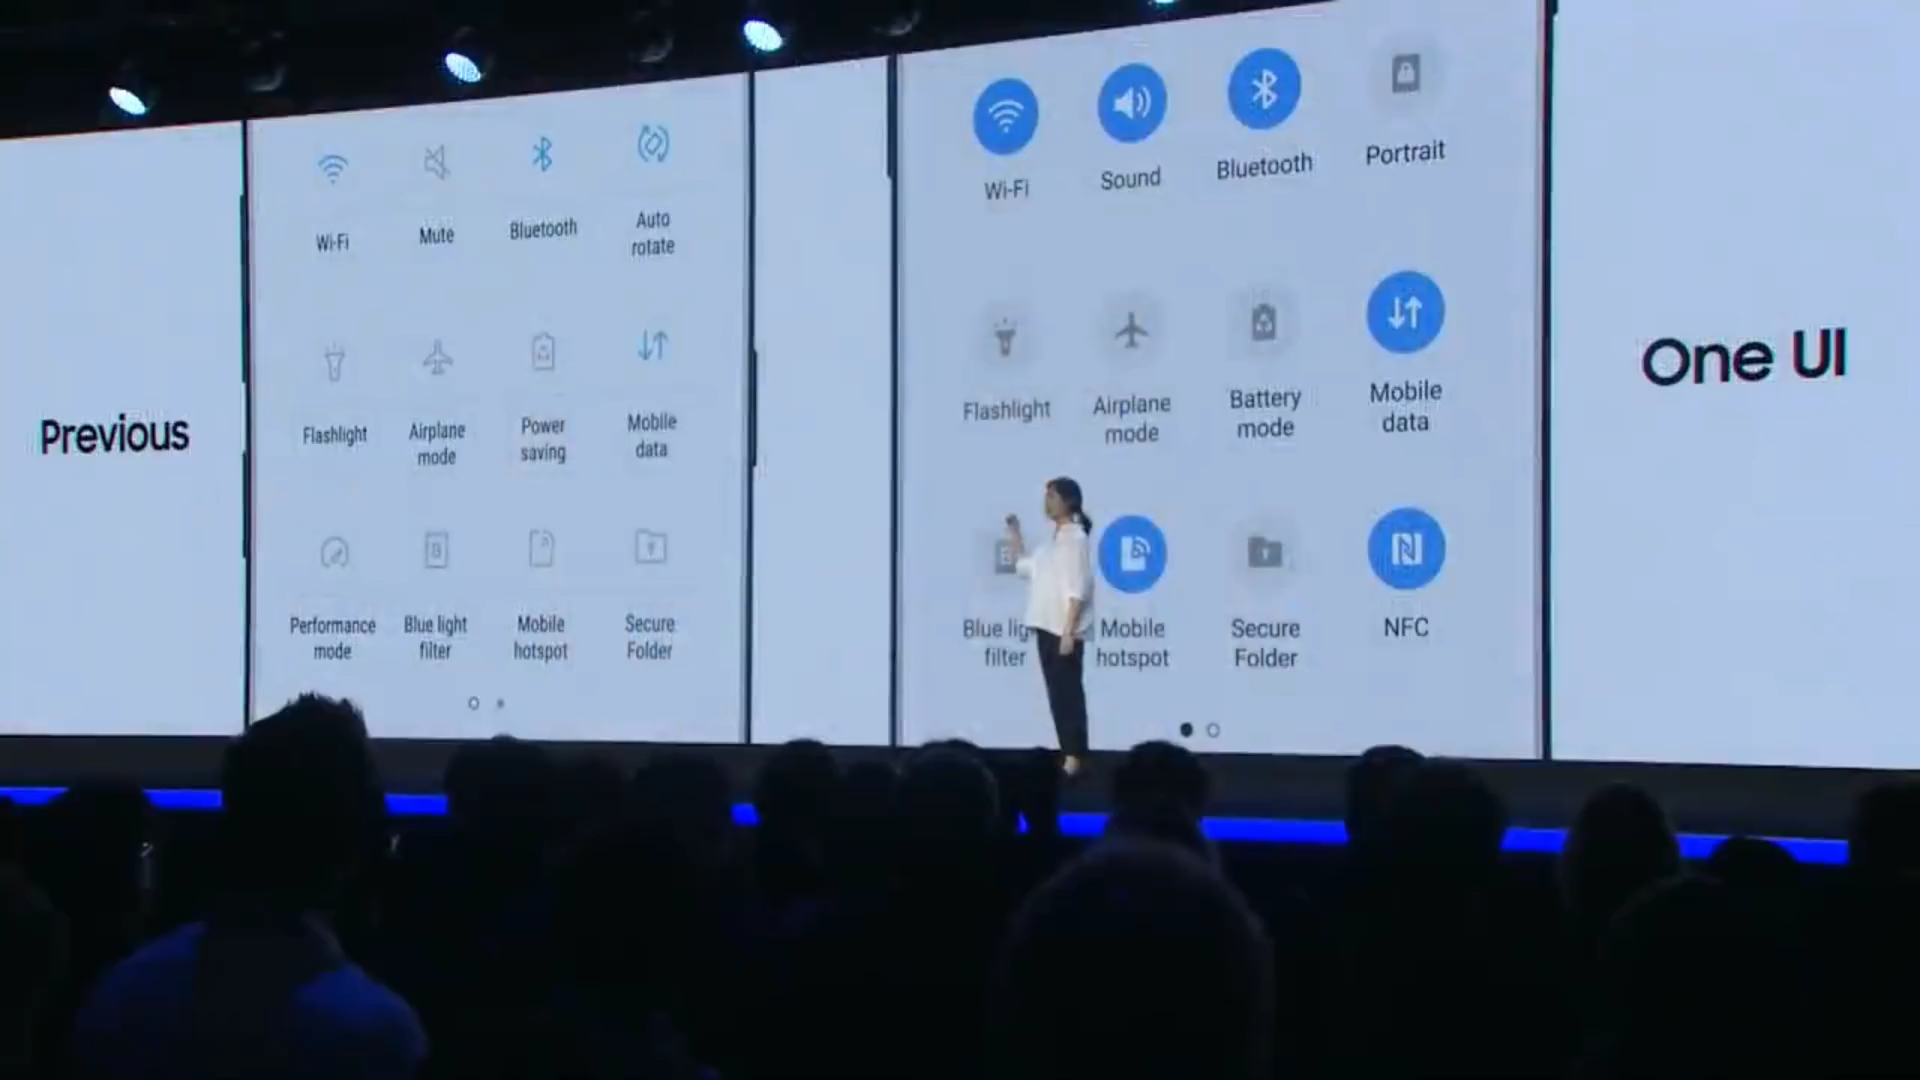 Previous
Wi-Fi
Mute
Bluetooth
Auto
rotate
Flashlight
Airplane
mode
Power
saving
Mobile
data
Performance
mode
Blue light
filter
Mobile
hotspot
Secure
Folder
Wi-Fi
Sound
Bluetooth
Portrait
Flashlight
Airplane
mode
Battery
mode
Mobile
data
Blue lig
filter
Mobile
hotspot
Secure
Folder
NFC
One UI